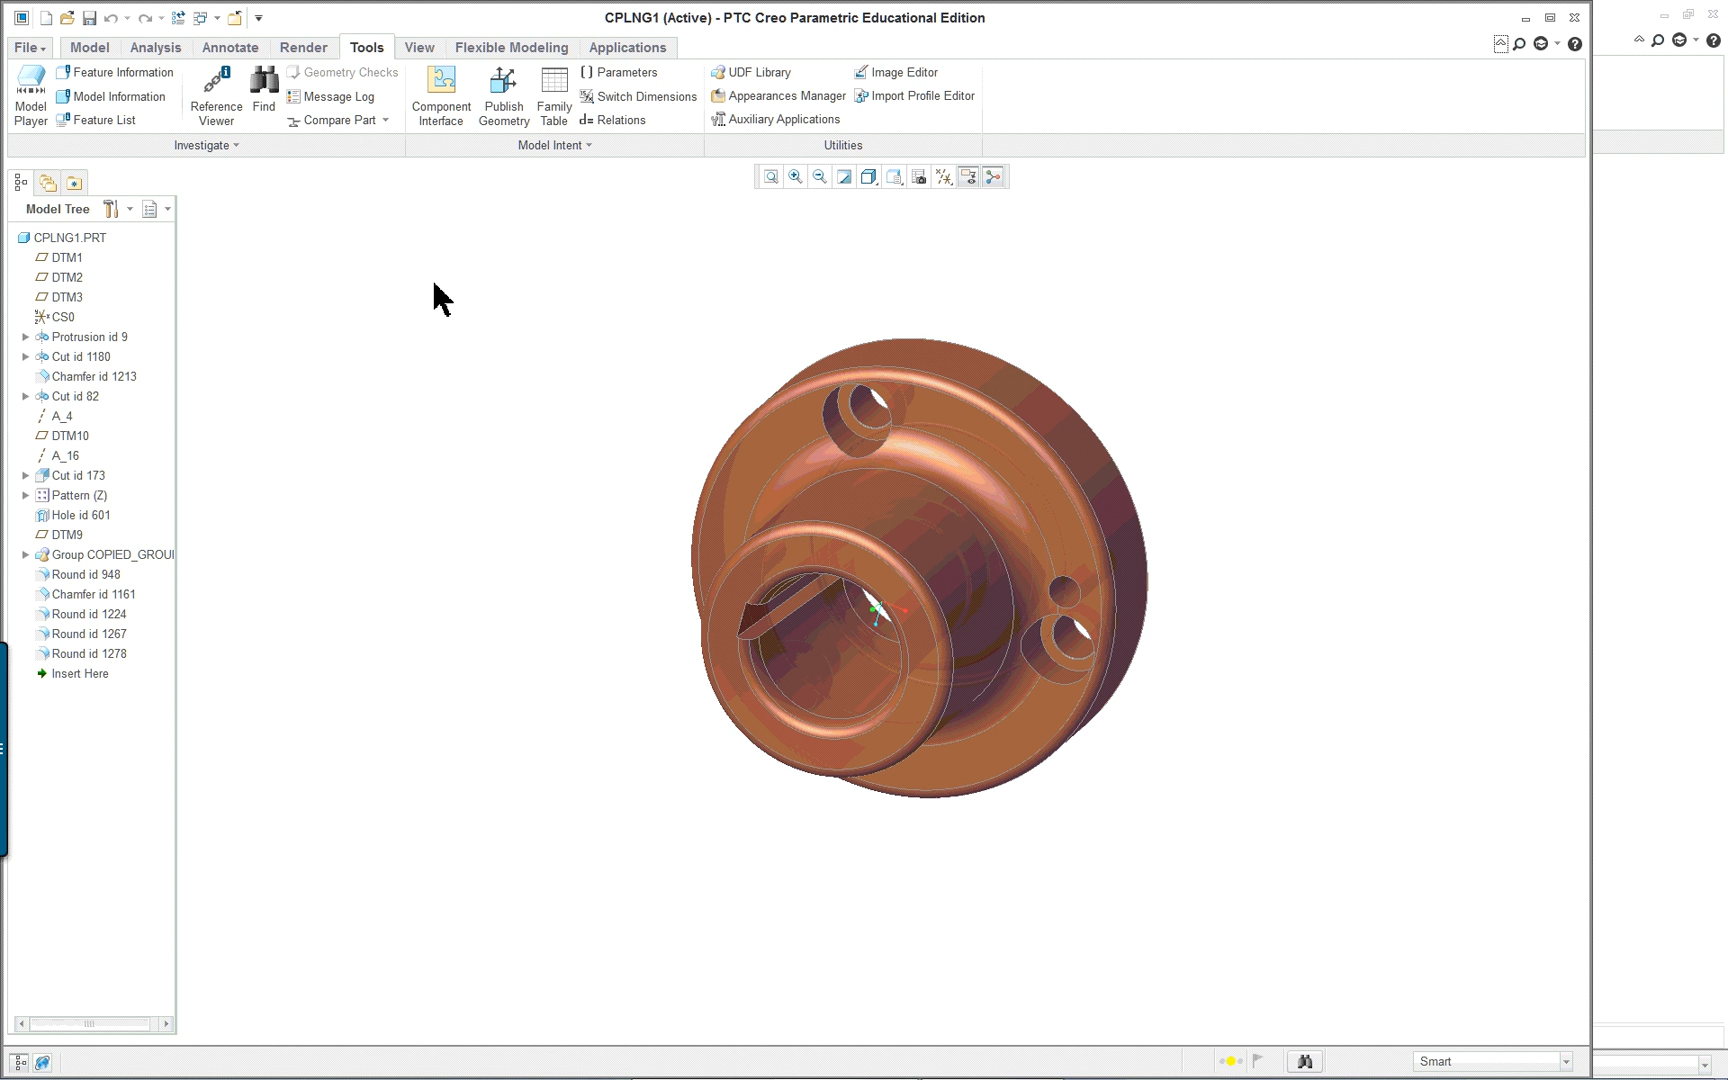 CPLNG1 (Active) - PTC Creo Parametric Educational Edition
File
Model
Analysis
Annotate
Render
Tools
View
Flexible Modeling
Applications
Model Player
Feature Information
Model Information
Feature List
Reference Viewer
Find
Geometry Checks
Message Log
Compare Part
Component Interface
Publish Geometry
Family Table
Parameters
Switch Dimensions
d= Relations
UDF Library
Appearances Manager
Auxiliary Applications
Image Editor
Import Profile Editor
Investigate
Model Intent
Utilities
Model Tree
CPLNG1.PRT
DTM1
DTM2
DTM3
CS0
Protrusion id 9
Cut id 1180
Chamfer id 1213
Cut id 82
A_4
DTM10
A_16
Cut id 173
Pattern (Z)
Hole id 601
DTM9
Group COPIED_GROU
Round id 948
Chamfer id 1161
Round id 1224
Round id 1267
Round id 1278
Insert Here
Smart